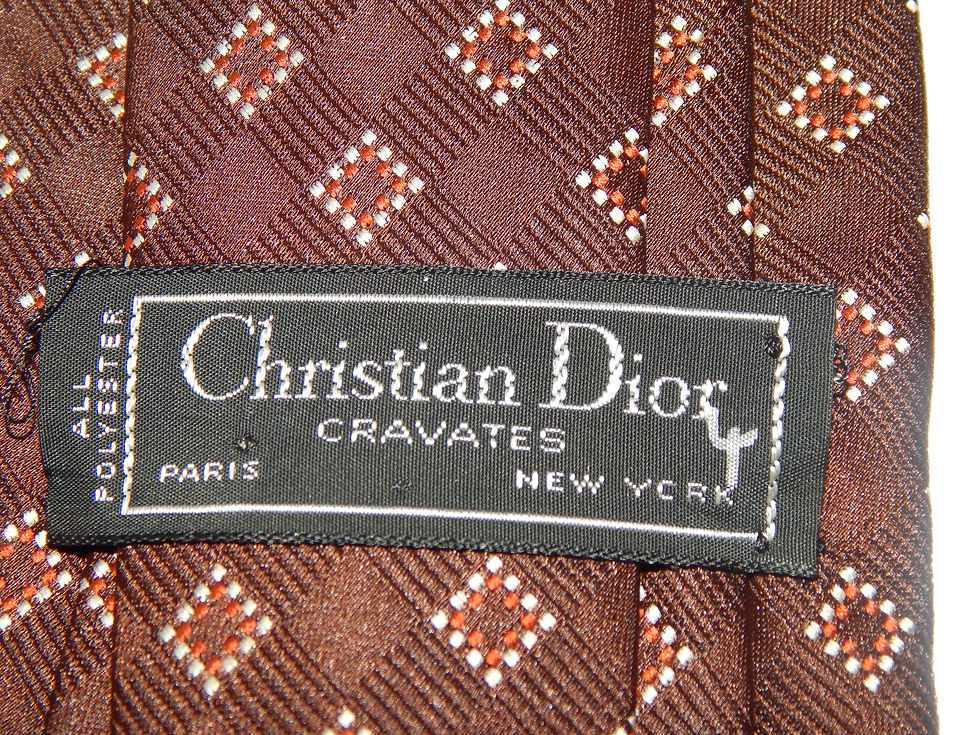 ALL
POLYESTER
Christian Dior
CRAVATES
PARIS NEW YORK